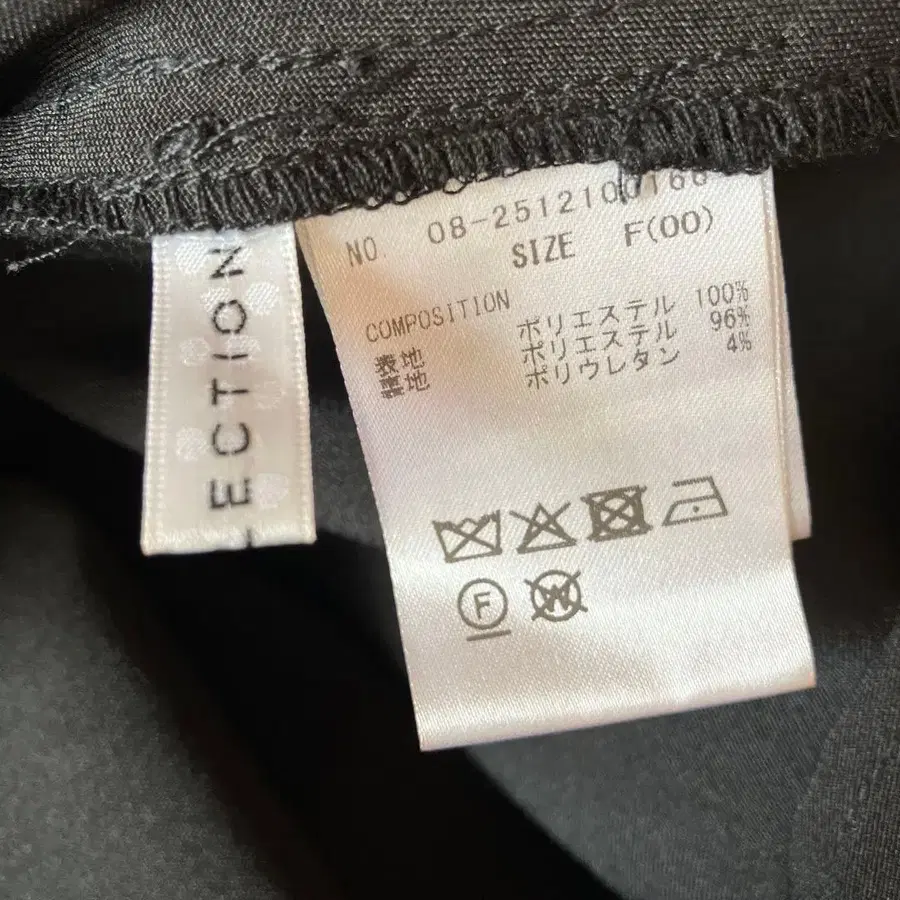 ECTION
NO. 08-2512100166
SIZE F(00)
COMPOSITION
表地 ポリエステル 100%
裏地 ポリエステル 96%
ポリウレタン 4%
F
W